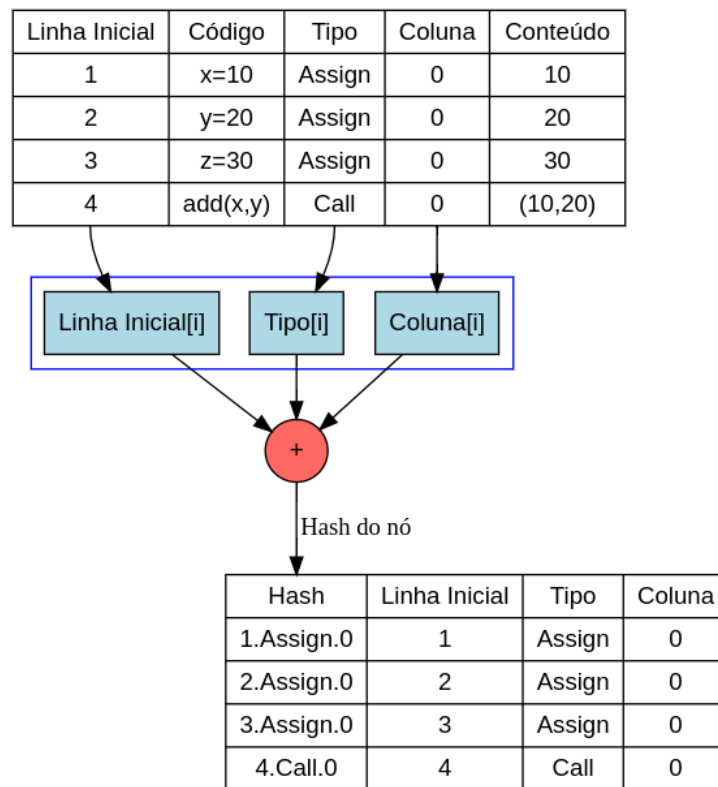 Linha Inicial Código Tipo Coluna Conteúdo
1 x=10 Assign 0 10
2 y=20 Assign 0 20
3 z=30 Assign 0 30
4 add(x,y) Call 0 (10,20)
Linha Inicial[i] Tipo[i] Coluna[i]
+
Hash do nó
Hash Linha Inicial Tipo Coluna
1.Assign.0 1 Assign 0
2.Assign.0 2 Assign 0
3.Assign.0 3 Assign 0
4.Call.0 4 Call 0